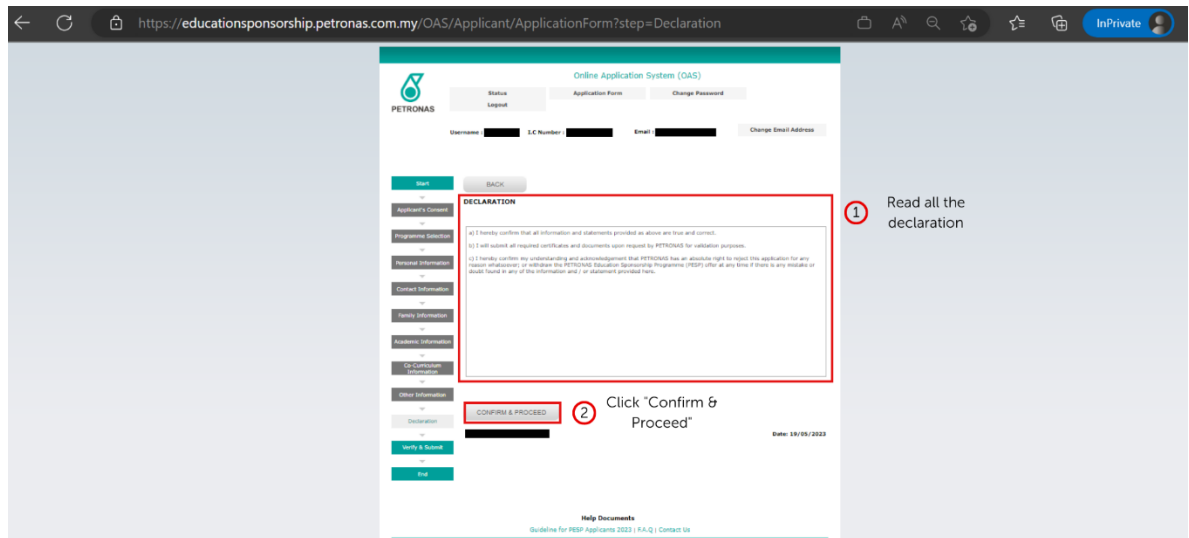 https://educationsponsorship.petronas.com.my/OAS/Applicant/ApplicationForm?step=Declaration
InPrivate
PETRONAS
Online Application System (OAS)
Status Application Form Change Password
Logout
Username : I.C Number : Email : Change Email Address
Start
Applicant's Consent
Programme Selection
Personal Information
Contact Information
Family Information
Academic Information
Co-Curriculum
Information
Other Information
Declaration
Verify & Submit
End
BACK
DECLARATION
a) I hereby confirm that all information and statements provided as above are true and correct.
b) I will submit all required certificates and documents upon request by PETRONAS for validation purposes.
c) I hereby confirm my understanding and acknowledgement that PETRONAS has an absolute right to reject this application for any
reason whatsoever; or withdraw the PETRONAS Education Sponsorship Programme (PESP) offer at any time if there is any mistake or
doubt found in any of the information and / or statement provided here.
1 Read all the
declaration
CONFIRM & PROCEED
2 Click "Confirm &
Proceed"
Date: 19/05/2023
Help Documents
Guideline for PESP Applicants 2023 | F.A.Q | Contact Us